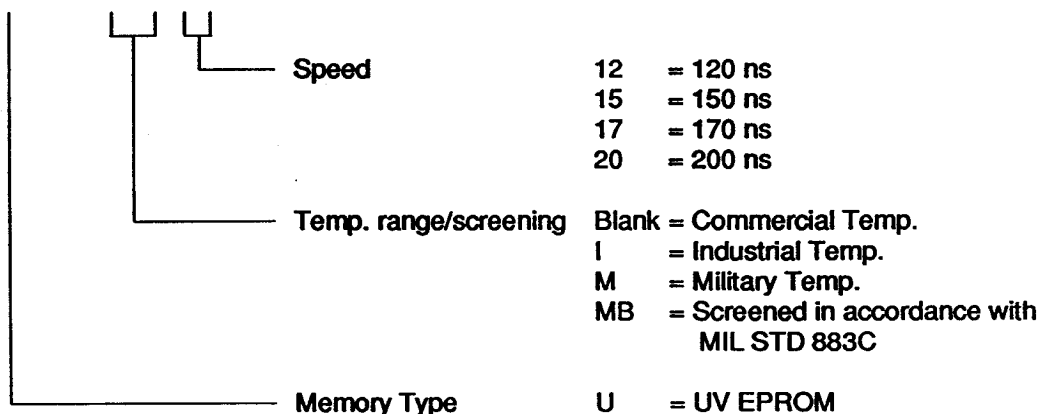 Speed 12 = 120 ns
15 = 150 ns
17 = 170 ns
20 = 200 ns
Temp. range/screening Blank = Commercial Temp.
I = Industrial Temp.
M = Military Temp.
MB = Screened in accordance with
MIL STD 883C
Memory Type U = UV EPROM